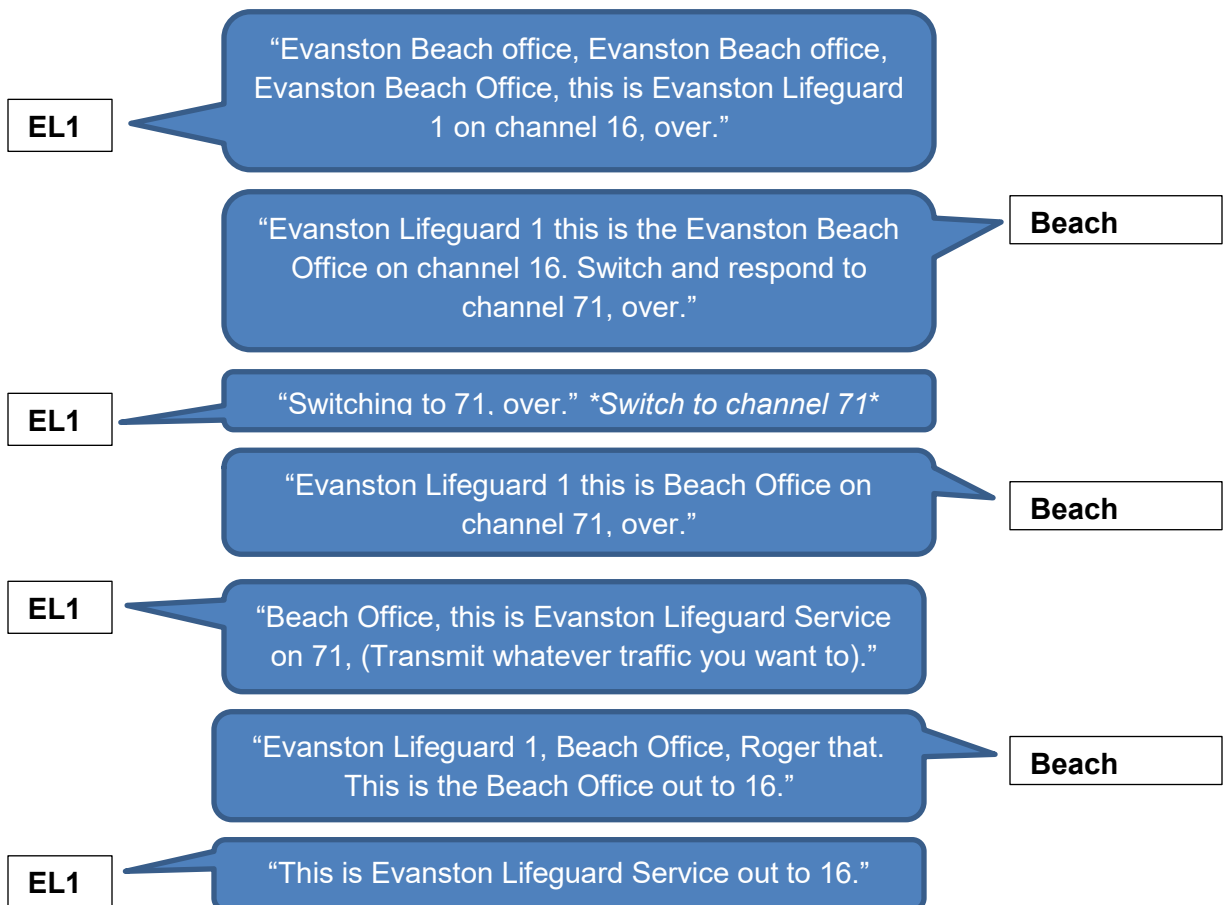 “Evanston Beach office, Evanston Beach office,
Evanston Beach Office, this is Evanston Lifeguard
1 on channel 16, over.”
EL1
“Evanston Lifeguard 1 this is the Evanston Beach
Office on channel 16. Switch and respond to
channel 71, over.”
Beach
“Switching to 71, over.” *Switch to channel 71*
EL1
“Evanston Lifeguard 1 this is Beach Office on
channel 71, over.”
Beach
EL1
“Beach Office, this is Evanston Lifeguard Service
on 71, (Transmit whatever traffic you want to).”
“Evanston Lifeguard 1, Beach Office, Roger that.
This is the Beach Office out to 16.”
Beach
“This is Evanston Lifeguard Service out to 16.”
EL1